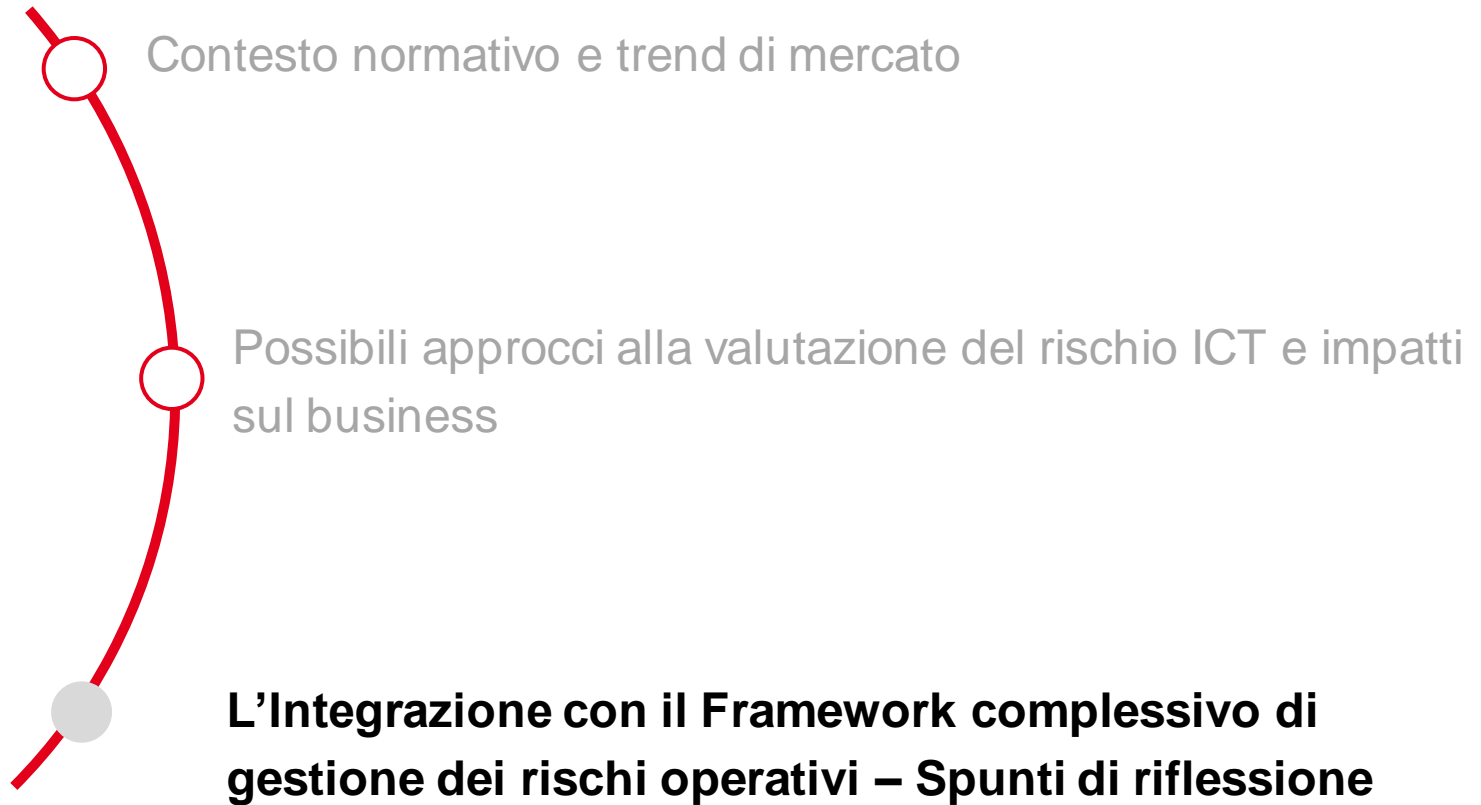 Contesto normativo e trend di mercato
Possibili approcci alla valutazione del rischio ICT e impatti
sul business
L’Integrazione con il Framework complessivo di
gestione dei rischi operativi – Spunti di riflessione